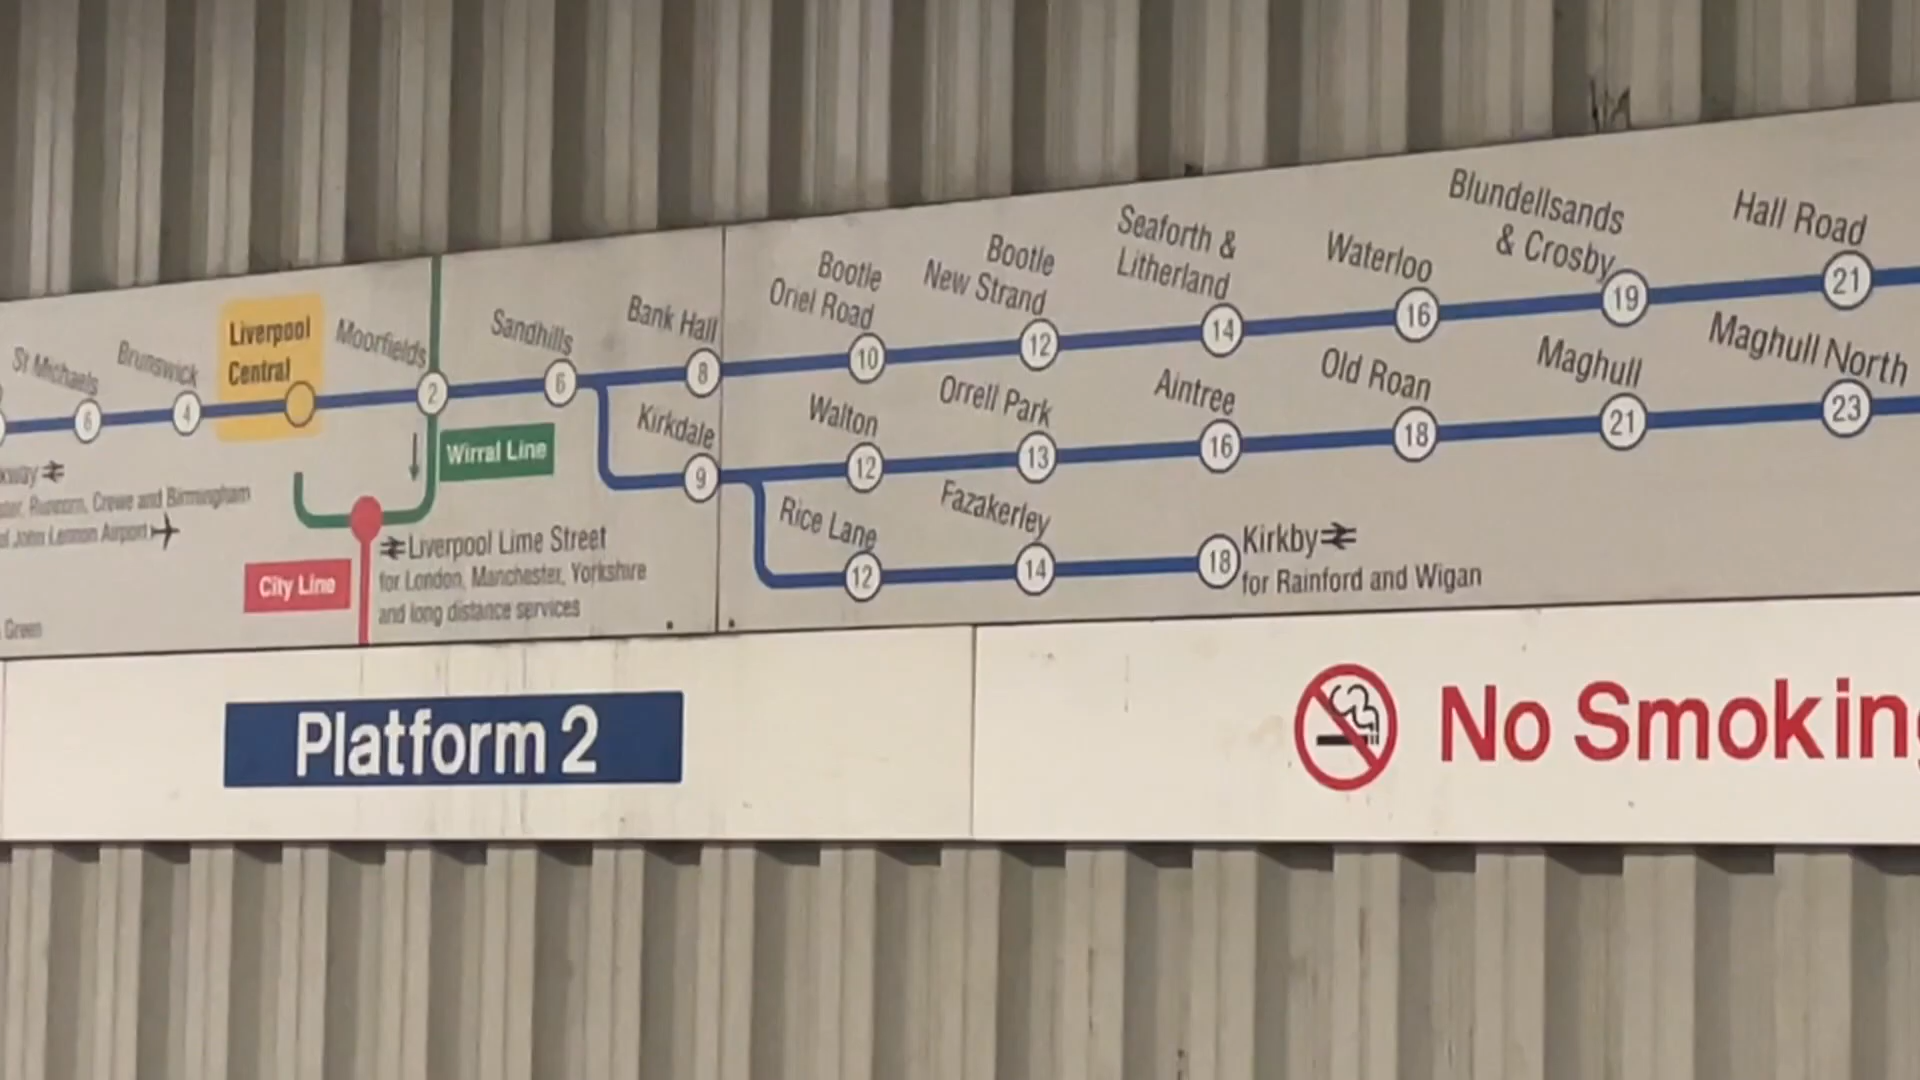 St Michaels
6
Brunswick
4
Liverpool
Central
Moorfields
2
Sandhills
6
Bank Hall
8
Bootle
Oriel Road
10
Bootle
New Strand
12
Seaforth &
Litherland
14
Waterloo
16
Blundellsands
& Crosby
19
Hall Road
21
Kirkdale
9
Walton
12
Orrell Park
13
Aintree
16
Old Roan
18
Maghull
21
Maghull North
23
Rice Lane
12
Fazakerley
14
18
Kirkby
for Rainford and Wigan
Wirral Line
Runcorn, Crewe and Birmingham
John Lennon Airport
Liverpool Lime Street
for London, Manchester, Yorkshire
and long distance services
City Line
Green
Platform 2
No Smoking